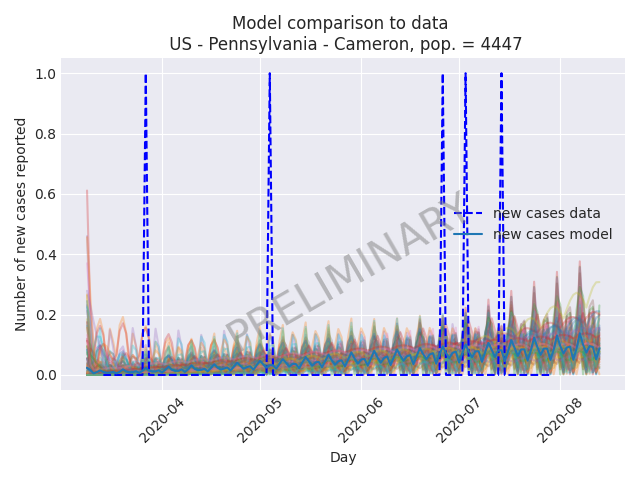 Model comparison to data
US - Pennsylvania - Cameron, pop. = 4447
Number of new cases reported
1.0
0.8
0.6
0.4
0.2
0.0
PRELIMINARY
new cases data
new cases model
2020-04
2020-05
2020-06
2020-07
2020-08
Day